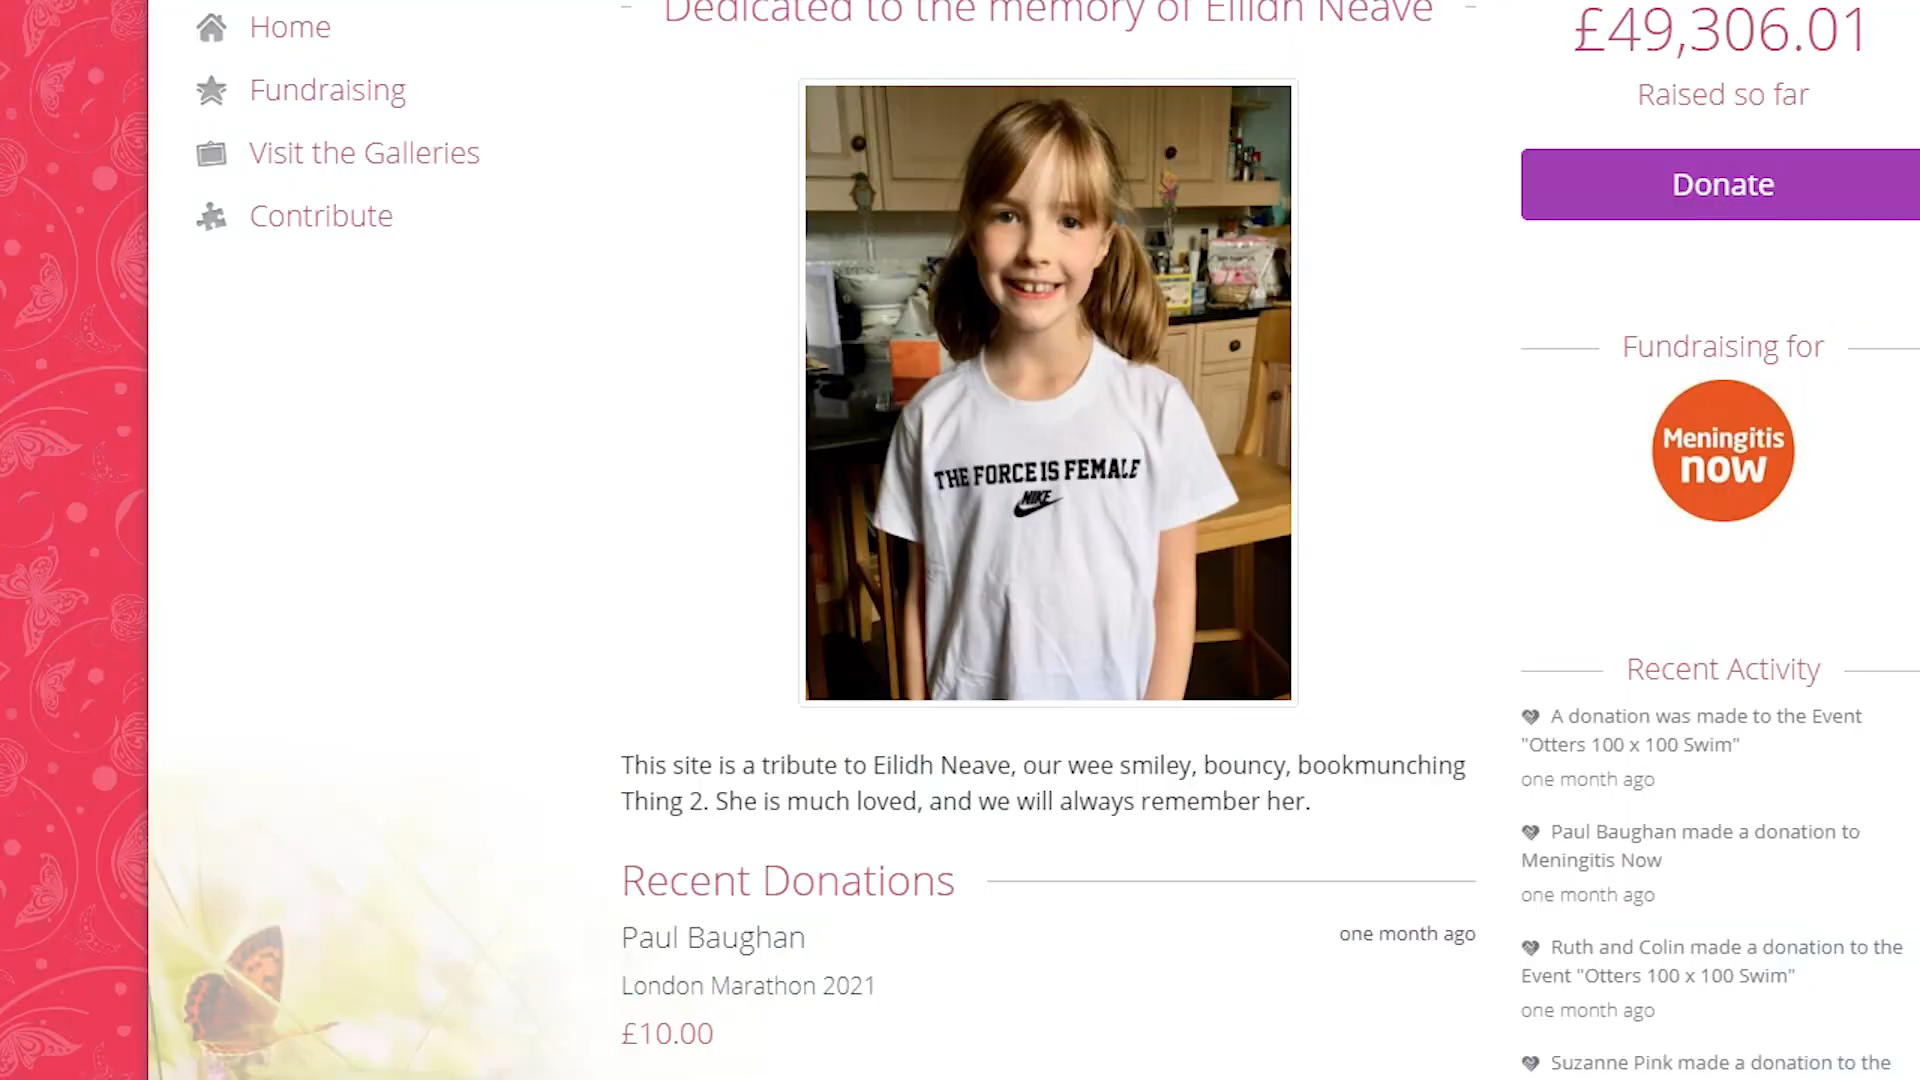 Home
Fundraising
Visit the Galleries
Contribute
Dedicated to the memory of Eilidh Neave
THE FORCE IS FEMALE
NIKE
This site is a tribute to Eilidh Neave, our wee smiley, bouncy, bookmunching
Thing 2. She is much loved, and we will always remember her.
Recent Donations
Paul Baughan
one month ago
London Marathon 2021
£10.00
£49,306.01
Raised so far
Donate
Fundraising for
Meningitis
now
Recent Activity
A donation was made to the Event
"Otters 100 x 100 Swim"
one month ago
Paul Baughan made a donation to
Meningitis Now
one month ago
Ruth and Colin made a donation to the
Event "Otters 100 x 100 Swim"
one month ago
Suzanne Pink made a donation to the